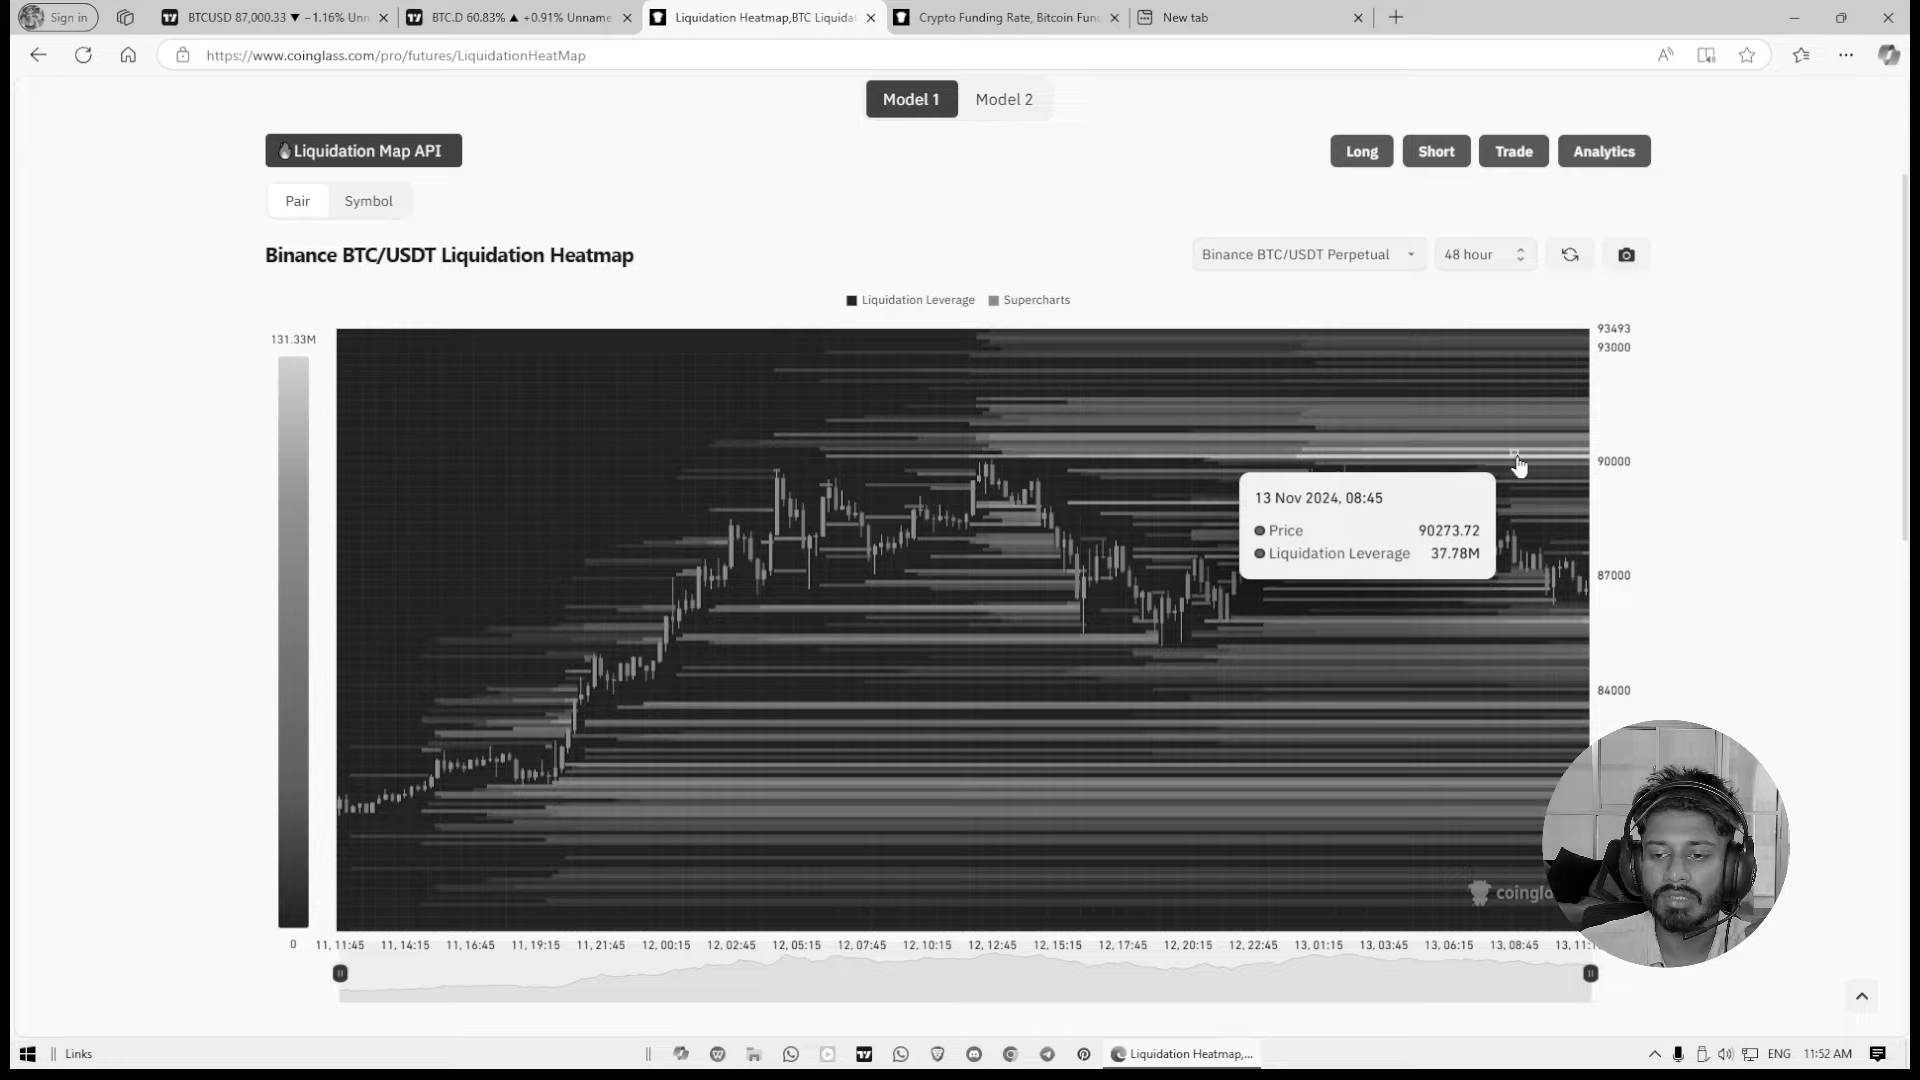 Sign in
BTCUSD 87,000.33 ▼ −1.16% Unn
BTC.D 60.83% ▲ +0.91% Unname
Liquidation Heatmap,BTC Liquidat
Crypto Funding Rate, Bitcoin Fun
New tab
https://www.coinglass.com/pro/futures/LiquidationHeatMap
Model 1
Model 2
Liquidation Map API
Long
Short
Trade
Analytics
Pair
Symbol
Binance BTC/USDT Liquidation Heatmap
Binance BTC/USDT Perpetual
48 hour
Liquidation Leverage
Supercharts
131.33M
93493
93000
90000
13 Nov 2024, 08:45
Price 90273.72
Liquidation Leverage 37.78M
87000
84000
coingla
0
11, 11:45 11, 14:15 11, 16:45 11, 19:15 11, 21:45 12, 00:15 12, 02:45 12, 05:15 12, 07:45 12, 10:15 12, 12:45 12, 15:15 12, 17:45 12, 20:15 12, 22:45 13, 01:15 13, 03:45 13, 06:15 13, 08:45 13, 11:1
Links
Liquidation Heatmap,...
ENG
11:52 AM